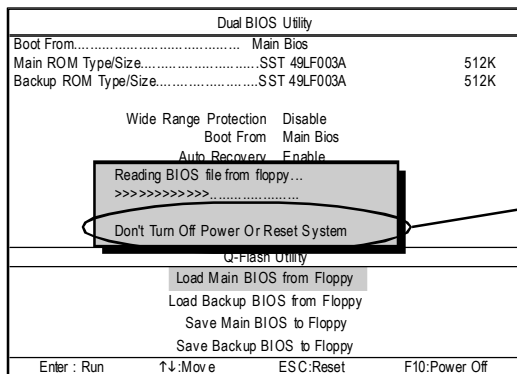 Dual BIOS Utility
Boot From..................................... Main Bios
Main ROM Type/Size...........................SST 49LF003A 512K
Backup ROM Type/Size.......................SST 49LF003A 512K
Wide Range Protection Disable
Boot From Main Bios
Auto Recovery Enable
Reading BIOS file from floppy...
>>>>>>>>>>>>.....................
Don't Turn Off Power Or Reset System
Q-Flash Utility
Load Main BIOS from Floppy
Load Backup BIOS from Floppy
Save Main BIOS to Floppy
Save Backup BIOS to Floppy
Enter : Run ↑↓:Move ESC:Reset F10:Power Off